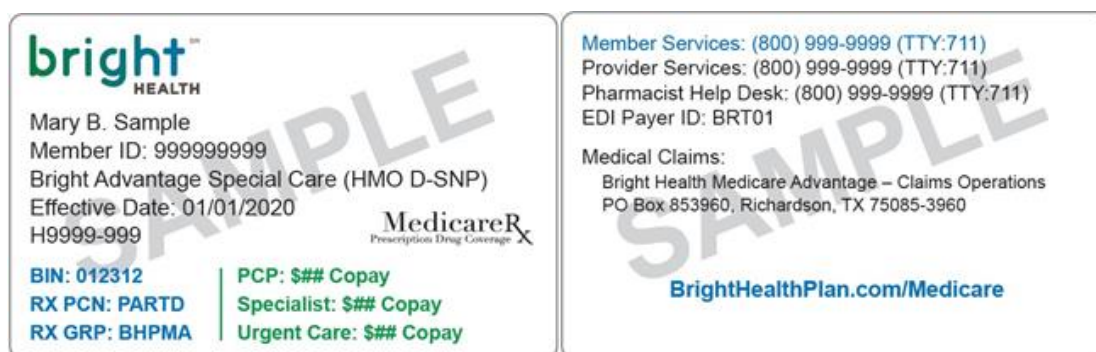 bright
HEALTH
Mary B. Sample
Member ID: 999999999
Bright Advantage Special Care (HMO D-SNP)
Effective Date: 01/01/2020
H9999-999
MedicareRx
Prescription Drug Coverage
BIN: 012312
RX PCN: PARTD
RX GRP: BHPMA
PCP: $## Copay
Specialist: $## Copay
Urgent Care: $## Copay
SAMPLE
Member Services: (800) 999-9999 (TTY:711)
Provider Services: (800) 999-9999 (TTY:711)
Pharmacist Help Desk: (800) 999-9999 (TTY:711)
EDI Payer ID: BRT01
Medical Claims:
Bright Health Medicare Advantage – Claims Operations
PO Box 853960, Richardson, TX 75085-3960
BrightHealthPlan.com/Medicare
SAMPLE